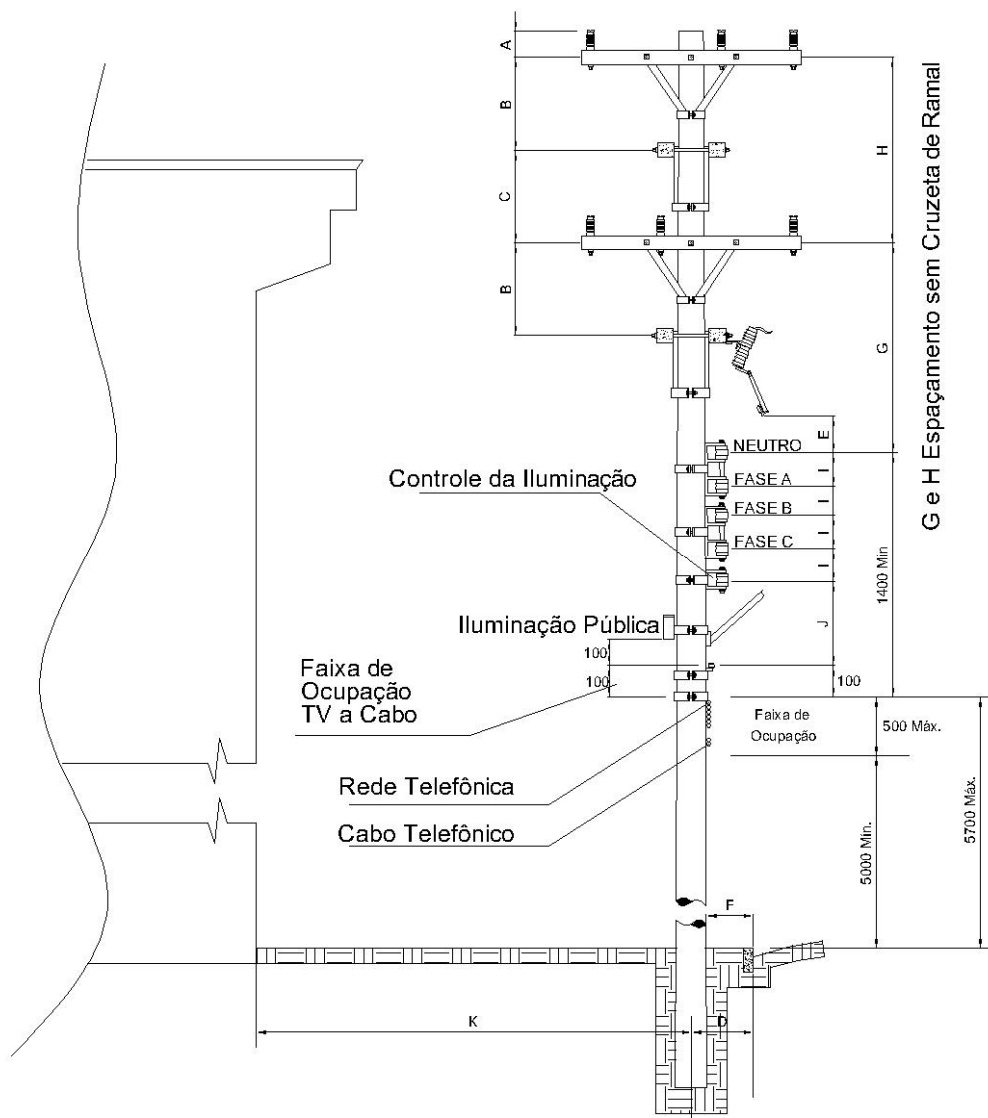 A
B
C
B
H
G
G e H Espaçamento sem Cruzeta de Ramal
E
NEUTRO
I
FASE A
I
FASE B
I
FASE C
I
Controle da Iluminação
1400 Min
J
Iluminação Pública
100
100
100
Faixa de
Ocupação
TV a Cabo
Faixa de
Ocupação
500 Máx.
Rede Telefônica
Cabo Telefônico
5000 Mín.
5700 Máx.
F
K
D